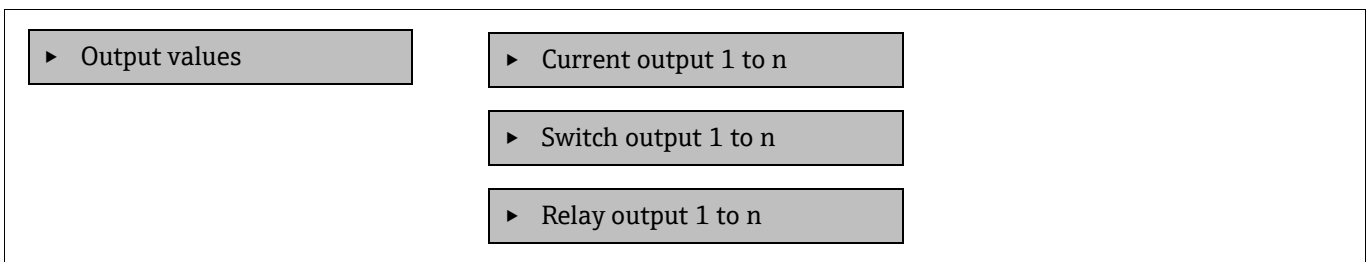 ▸ Output values
▸ Current output 1 to n
▸ Switch output 1 to n
▸ Relay output 1 to n